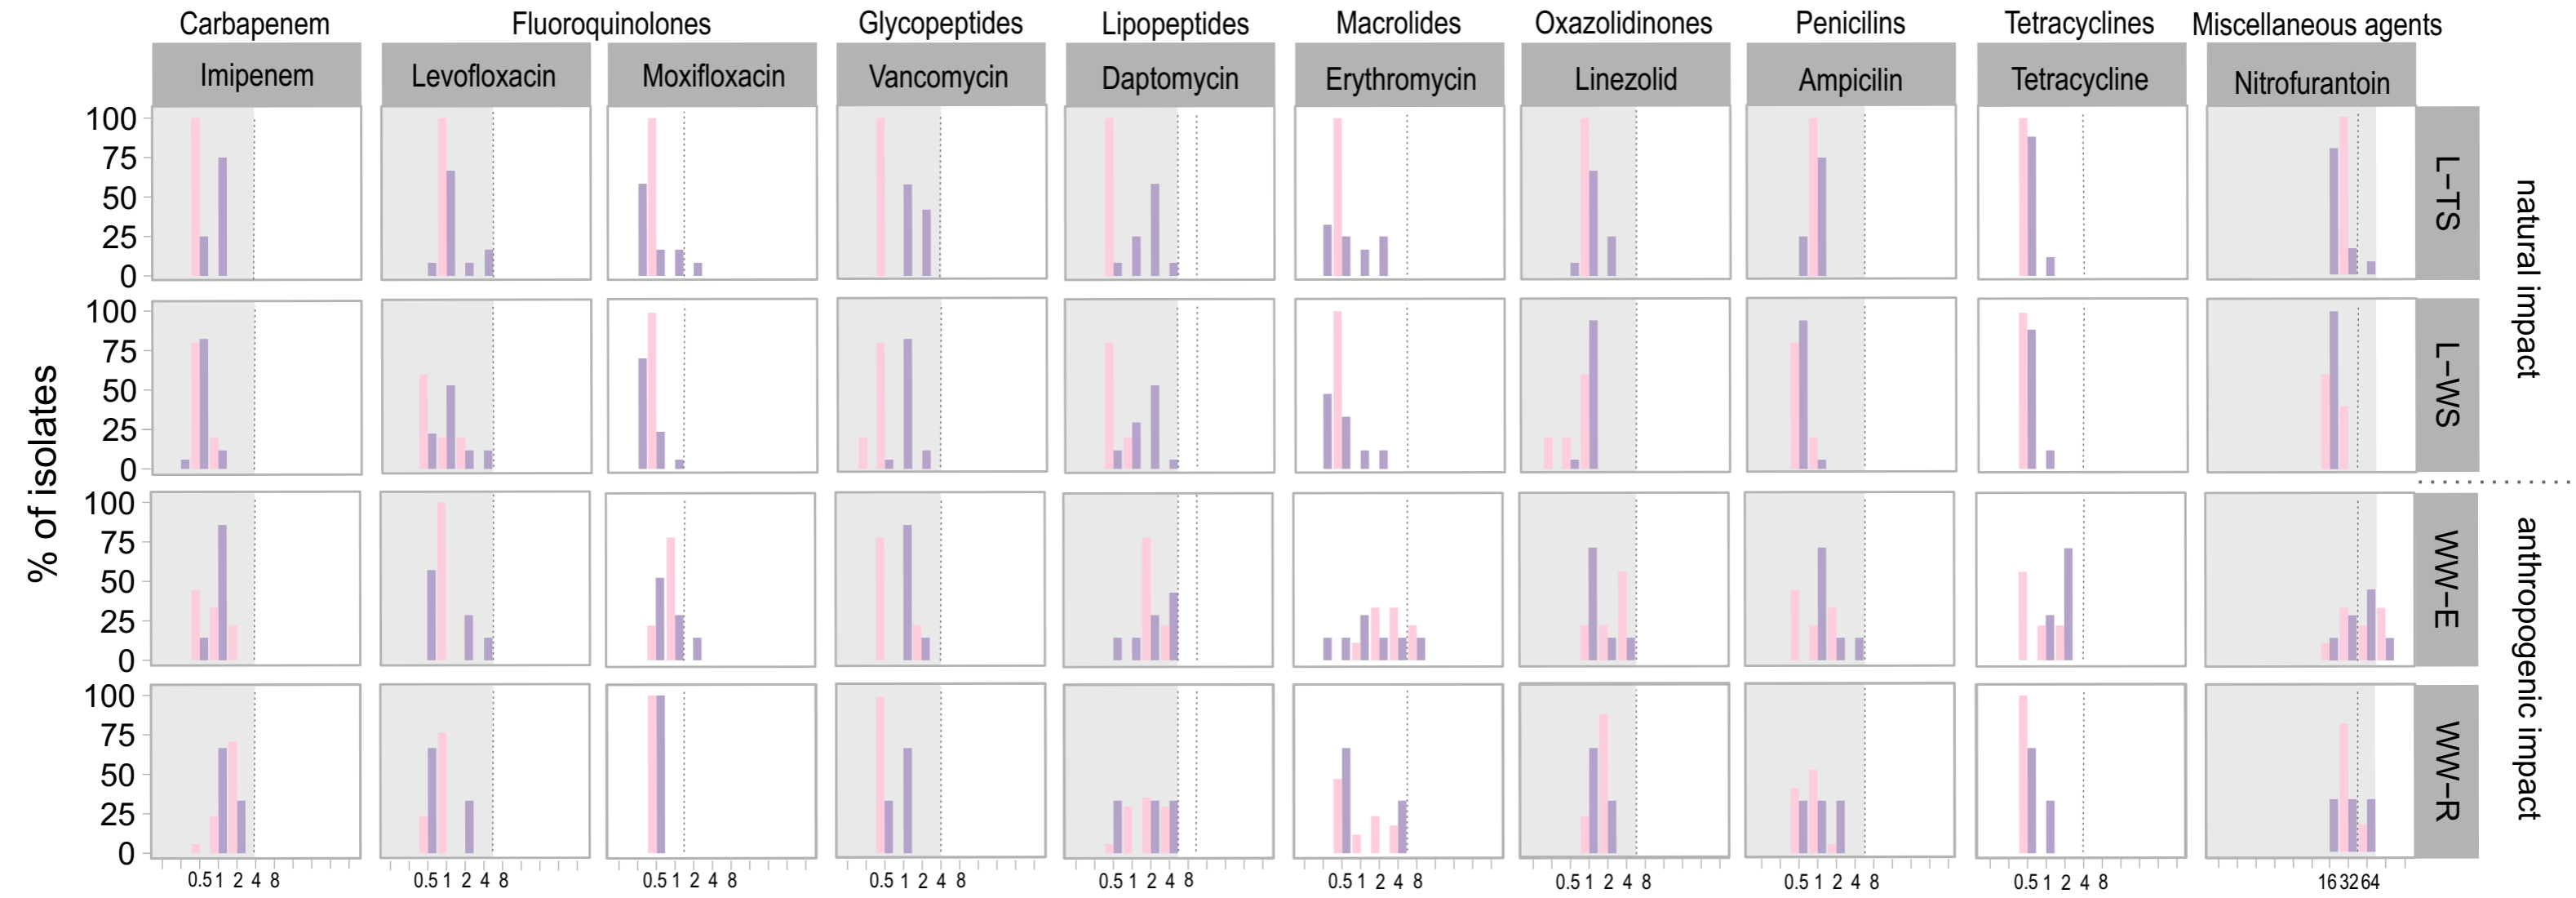 Carbapenem Fluoroquinolones Glycopeptides Lipopeptides Macrolides Oxazolidinones Penicilins Tetracyclines Miscellaneous agents
Imipenem Levofloxacin Moxifloxacin Vancomycin Daptomycin Erythromycin Linezolid Ampicilin Tetracycline Nitrofurantoin
100
75
50
25
0
L-TS
100
75
50
25
0
L-WS
natural impact
% of isolates
100
75
50
25
0
WW-E
100
75
50
25
0
WW-R
anthropogenic impact
0.5 1 2 4 8 0.5 1 2 4 8 0.5 1 2 4 8 0.5 1 2 4 8 0.5 1 2 4 8 0.5 1 2 4 8 0.5 1 2 4 8 0.5 1 2 4 8 0.5 1 2 4 8 16 32 64